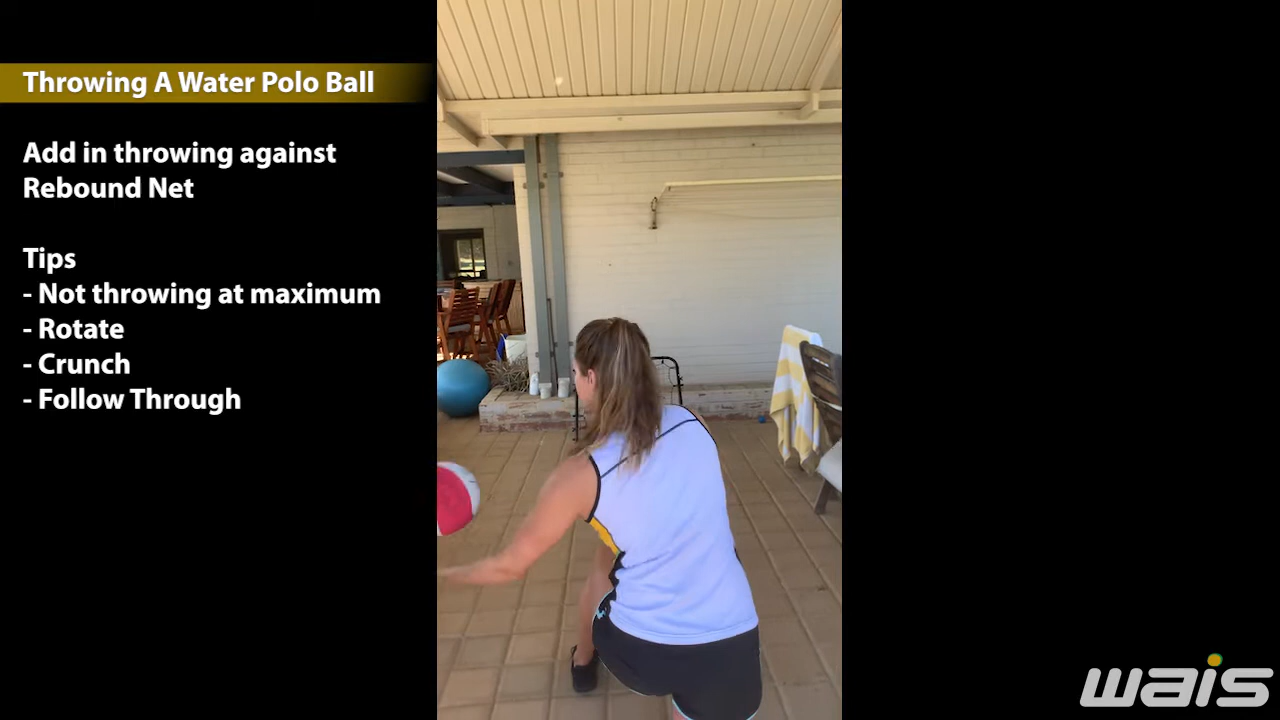 Throwing A Water Polo Ball
Add in throwing against
Rebound Net
Tips
- Not throwing at maximum
- Rotate
- Crunch
- Follow Through
wais